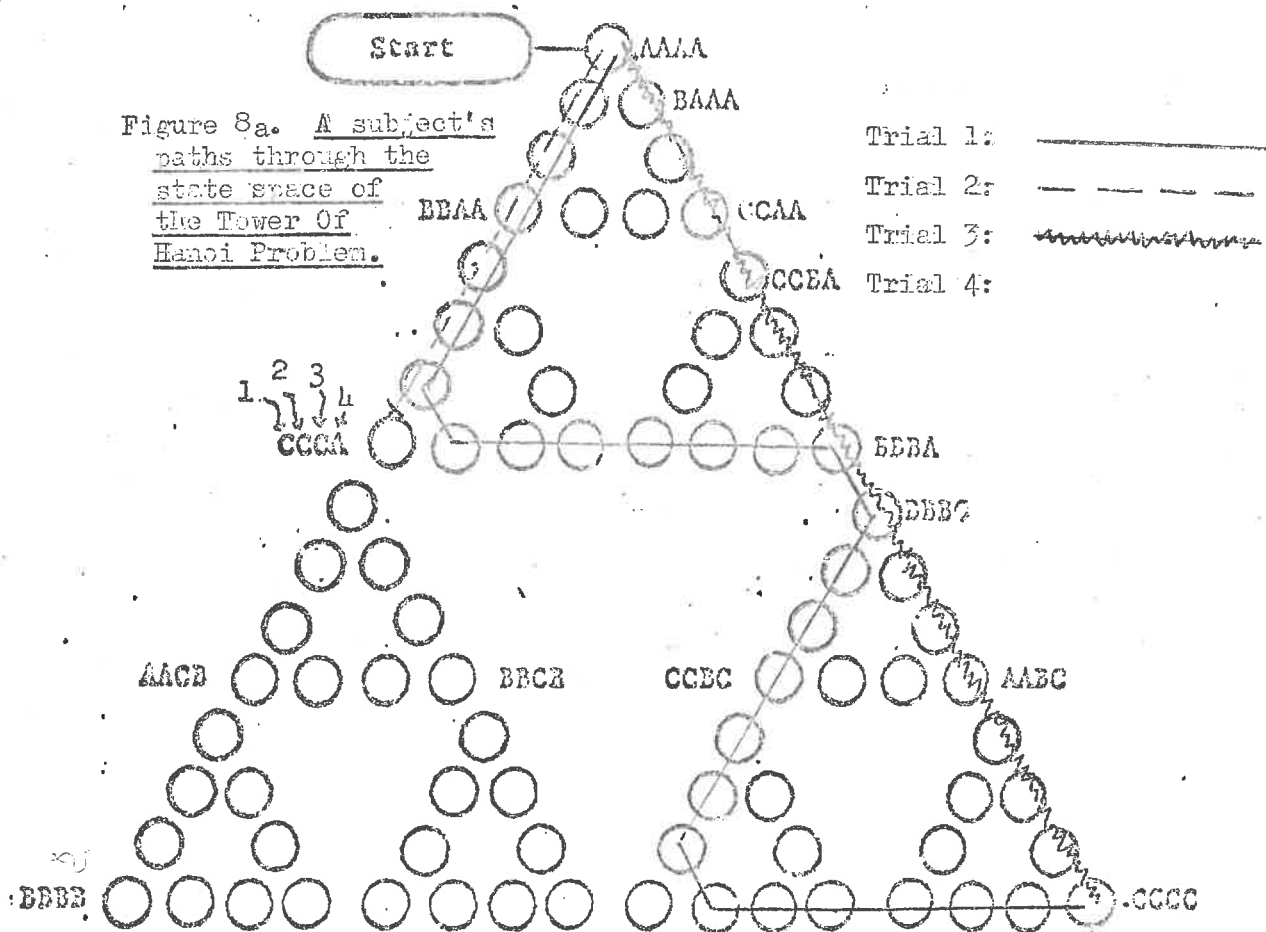 Start
AAAA
BAAA
Figure 8a. A subject's
paths through the
state space of
the Tower Of
Hanoi Problem.
Trial 1:
Trial 2:
Trial 3:
Trial 4:
BBAA
CCAA
CCBA
1 2 3 4
CCCA
BBBA
BBBC
AACB
BBCB
CCBC
AABC
BBBB
CCCC